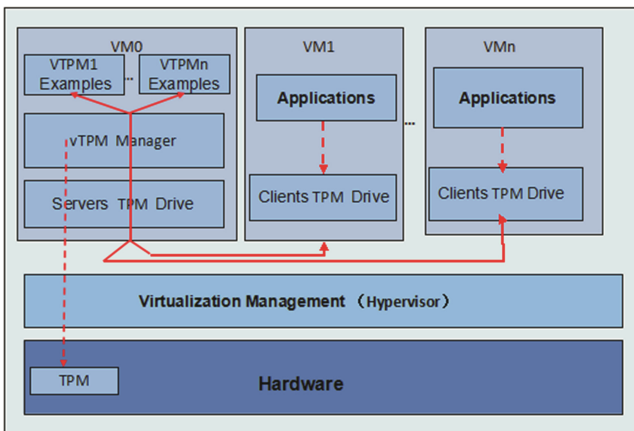 VM0
VM1
VMn
VTPM1
Examples
...
VTPMn
Examples
Applications
...
Applications
vTPM Manager
Servers TPM Drive
Clients TPM Drive
Clients TPM Drive
Virtualization Management（Hypervisor）
TPM
Hardware